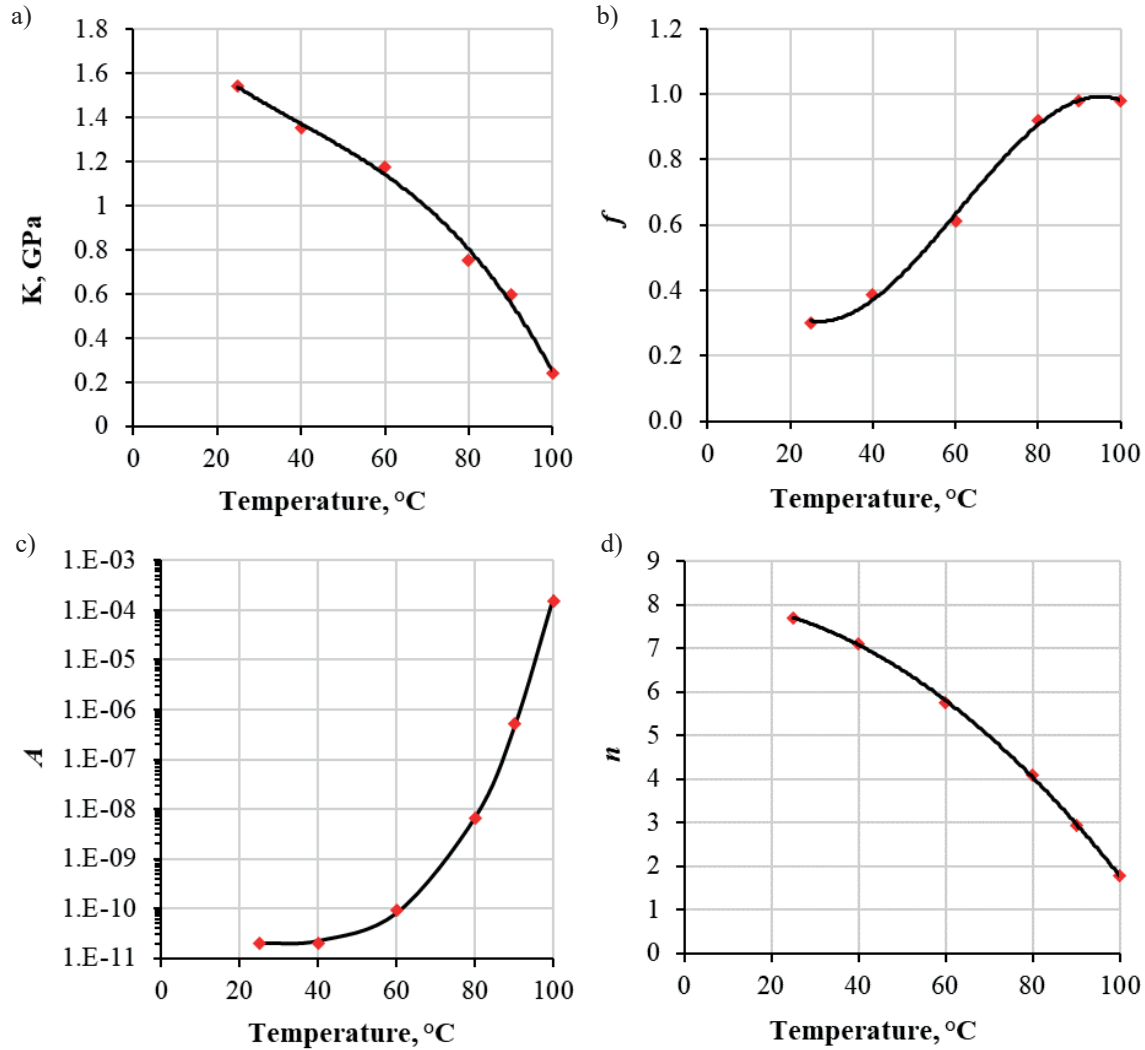 a)
1.8
1.6
1.4
1.2
1
0.8
0.6
0.4
0.2
0
0 20 40 60 80 100
K, GPa
Temperature, °C
b)
1.2
1.0
0.8
0.6
0.4
0.2
0.0
0 20 40 60 80 100
f
Temperature, °C
c)
1.E-03
1.E-04
1.E-05
1.E-06
1.E-07
1.E-08
1.E-09
1.E-10
1.E-11
0 20 40 60 80 100
A
Temperature, °C
d)
9
8
7
6
5
4
3
2
1
0
0 20 40 60 80 100
n
Temperature, °C